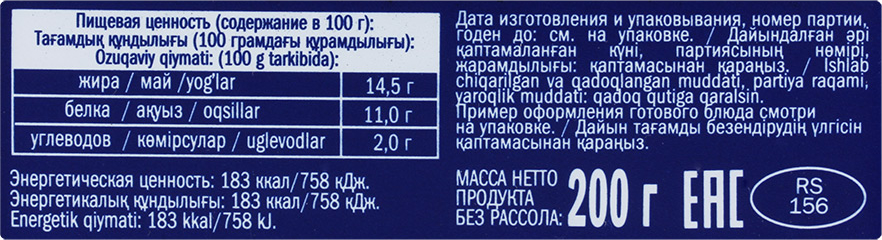 Пищевая ценность (содержание в 100 г):
Тағамдық құндылығы (100 грамдағы құрамдылығы):
Ozuqaviy qiymati: (100 g tarkibida):
жира / май /yog'lar 14,5 г
белка / ақуыз / oqsillar 11,0 г
углеводов / көмірсулар / uglevodlar 2,0 г
Энергетическая ценность: 183 ккал/758 кДж.
Энергетикалық құндылығы: 183 ккал/758 кДж.
Energetik qiymati: 183 kkal/758 kJ.
Дата изготовления и упаковывания, номер партии,
годен до: см. на упаковке. / Дайындалған әрі
қаптамаланған күні, партиясының нөмірі,
жарамдылығы: қаптамасынан қараңыз. / Ishlab
chiqarilgan va qadoqlangan muddati, partiya raqami,
yaroqlik muddati: qadoq qutiga qaralsin.
Пример оформления готового блюда смотри
на упаковке. / Дайын тағамды безендірудің үлгісін
қаптамасынан қараңыз.
МАССА НЕТТО
ПРОДУКТА
БЕЗ РАССОЛА: 200 г
EAC
RS
156